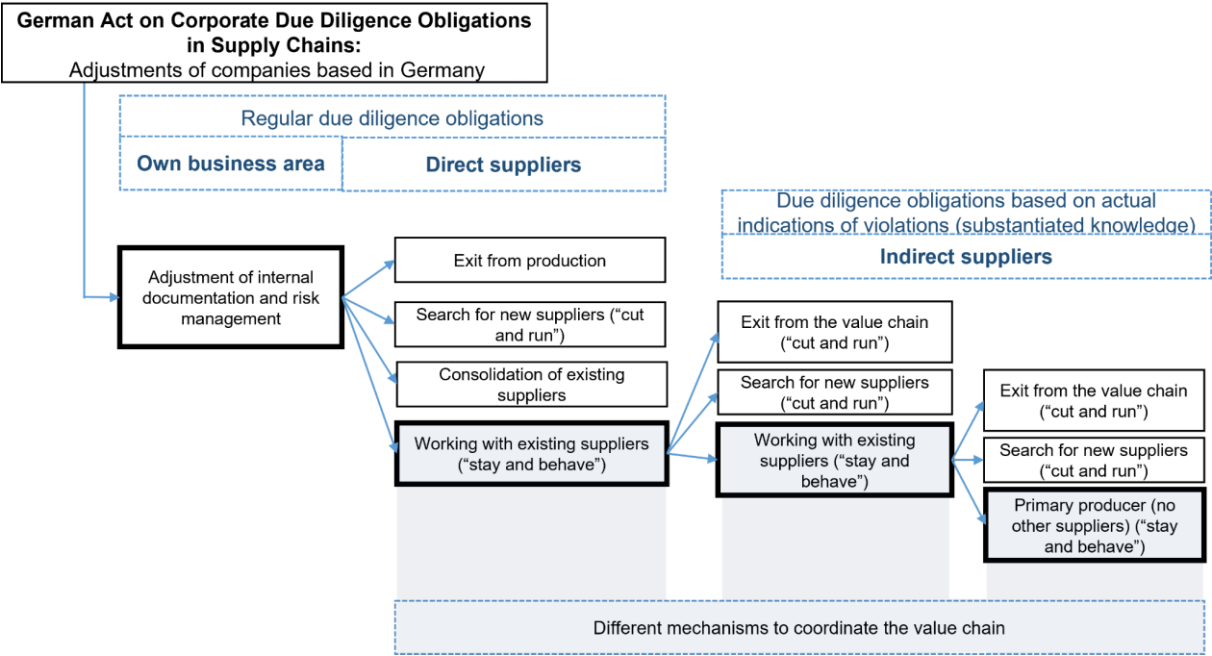 German Act on Corporate Due Diligence Obligations
in Supply Chains:
Adjustments of companies based in Germany
Regular due diligence obligations
Own business area
Direct suppliers
Due diligence obligations based on actual
indications of violations (substantiated knowledge)
Indirect suppliers
Adjustment of internal
documentation and risk
management
Exit from production
Search for new suppliers (“cut
and run”)
Consolidation of existing
suppliers
Working with existing suppliers
(“stay and behave”)
Exit from the value chain
(“cut and run”)
Search for new suppliers
(“cut and run”)
Working with existing
suppliers (“stay and
behave”)
Exit from the value chain
(“cut and run”)
Search for new suppliers
(“cut and run”)
Primary producer (no
other suppliers) (“stay
and behave”)
Different mechanisms to coordinate the value chain